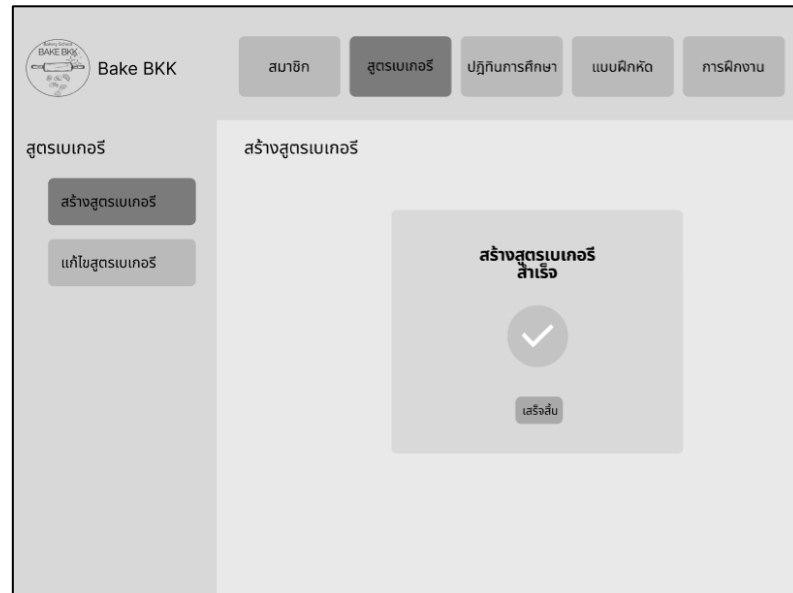 Bakery School
BAKE BKK
Bake BKK
สมาชิก
สูตรเบเกอรี
ปฎิทินการศึกษา
แบบฝึกหัด
การฝึกงาน
สูตรเบเกอรี
สร้างสูตรเบเกอรี
แก้ไขสูตรเบเกอรี
สร้างสูตรเบเกอรี
สร้างสูตรเบเกอรี
สำเร็จ
เสร็จสิ้น